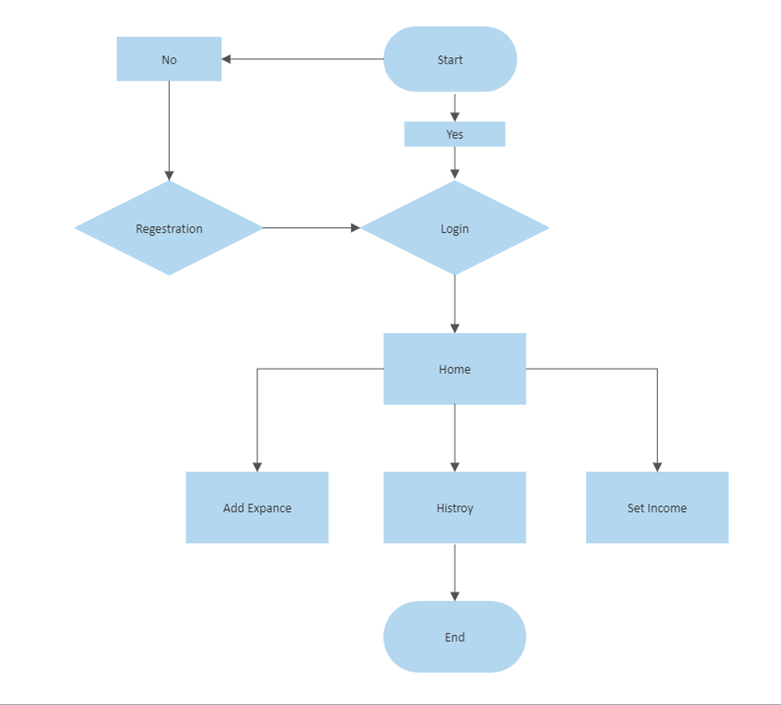 No
Start
Yes
Regestration
Login
Home
Add Expance
Histroy
Set Income
End